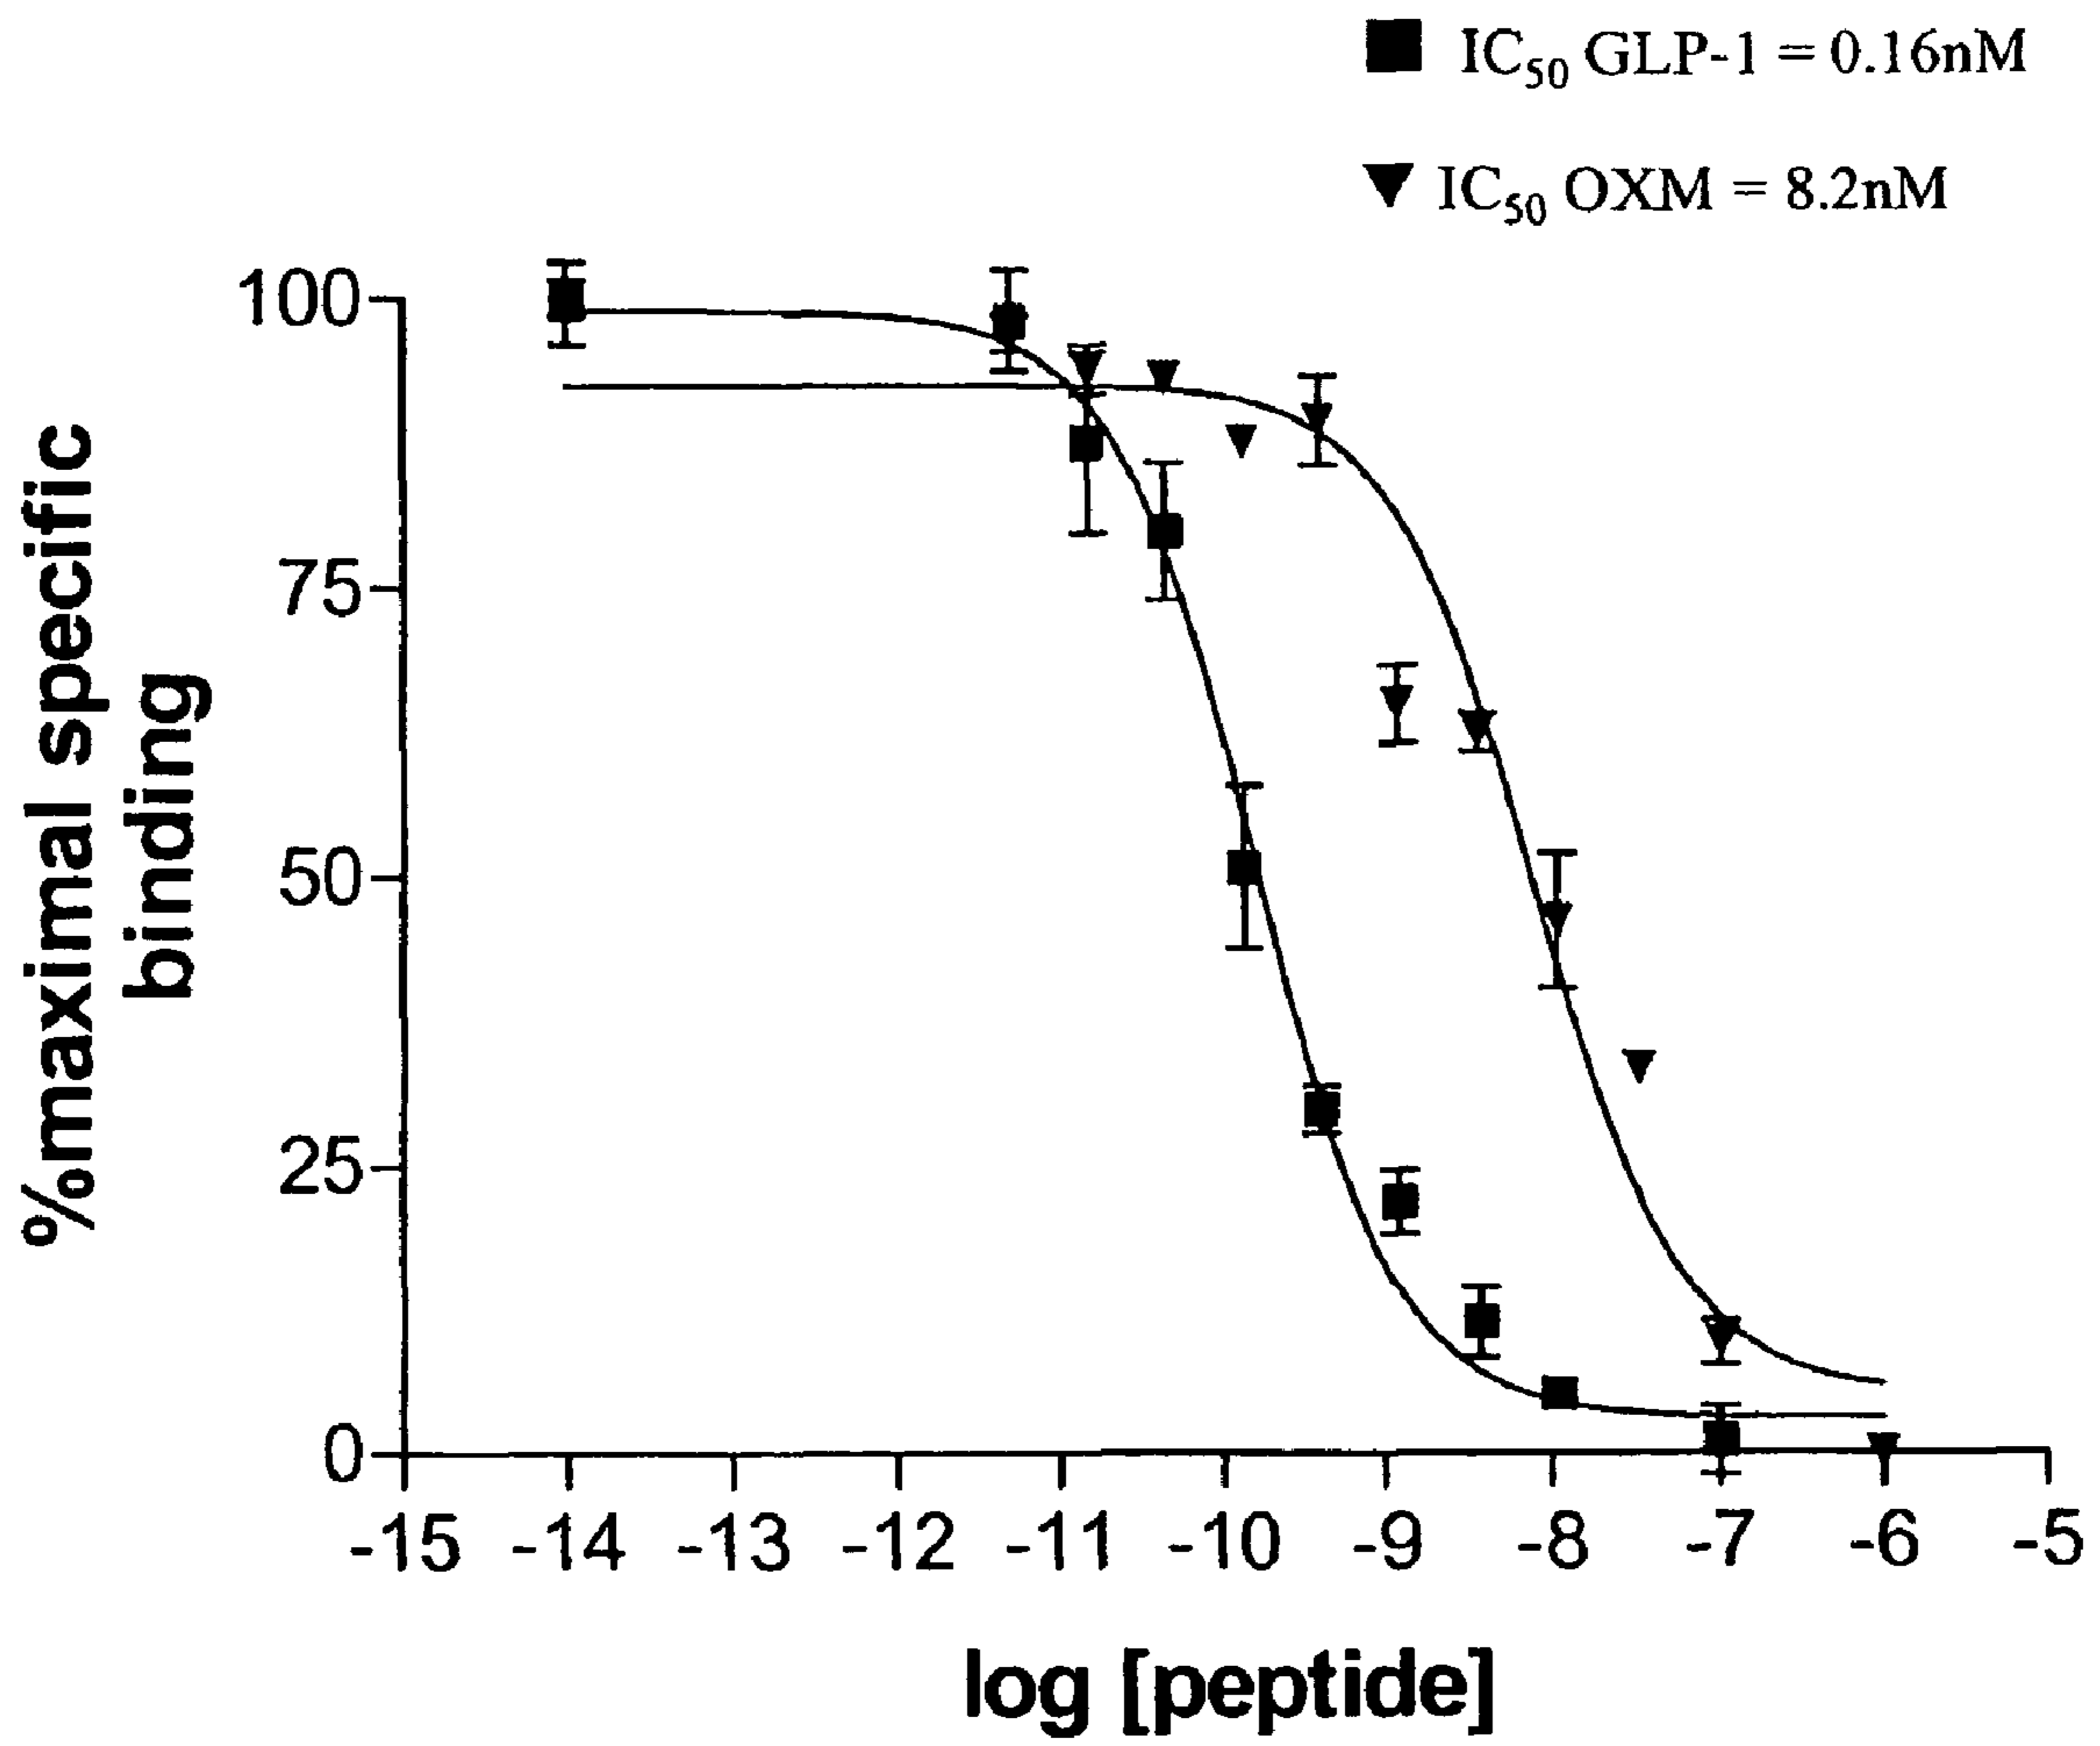 IC50 GLP-1 = 0.16nM
IC50 OXM = 8.2nM
100
75
50
25
0
%maximal specific
binding
-15 -14 -13 -12 -11 -10 -9 -8 -7 -6 -5
log [peptide]